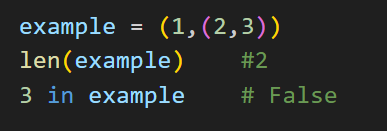 example = (1,(2,3))
len(example)    #2
3 in example    # False